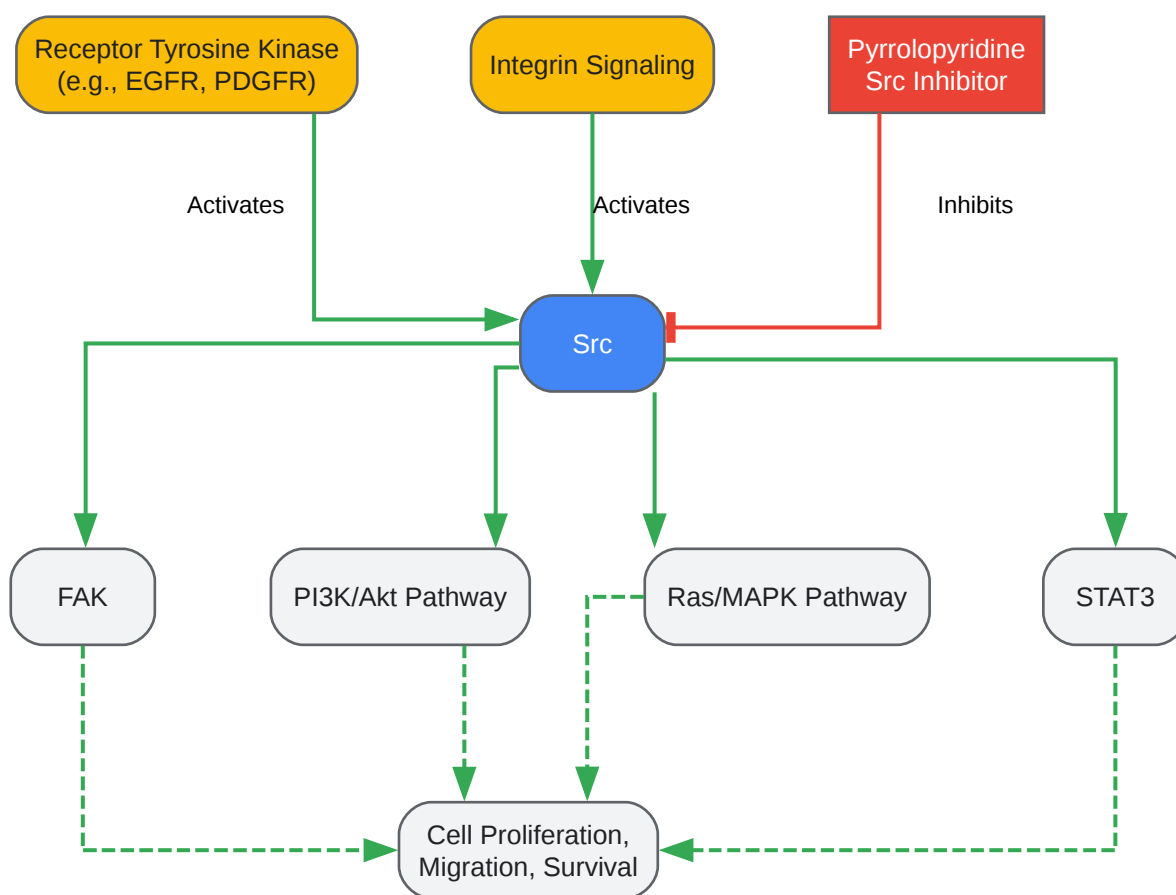 Receptor Tyrosine Kinase
(e.g., EGFR, PDGFR)
Integrin Signaling
Pyrrolopyridine
Src Inhibitor
Activates
Activates
Inhibits
Src
FAK
PI3K/Akt Pathway
Ras/MAPK Pathway
STAT3
Cell Proliferation,
Migration, Survival